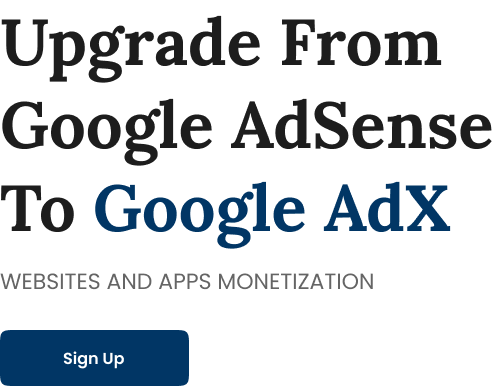 Upgrade From
Google AdSense
To Google AdX
WEBSITES AND APPS MONETIZATION
Sign Up